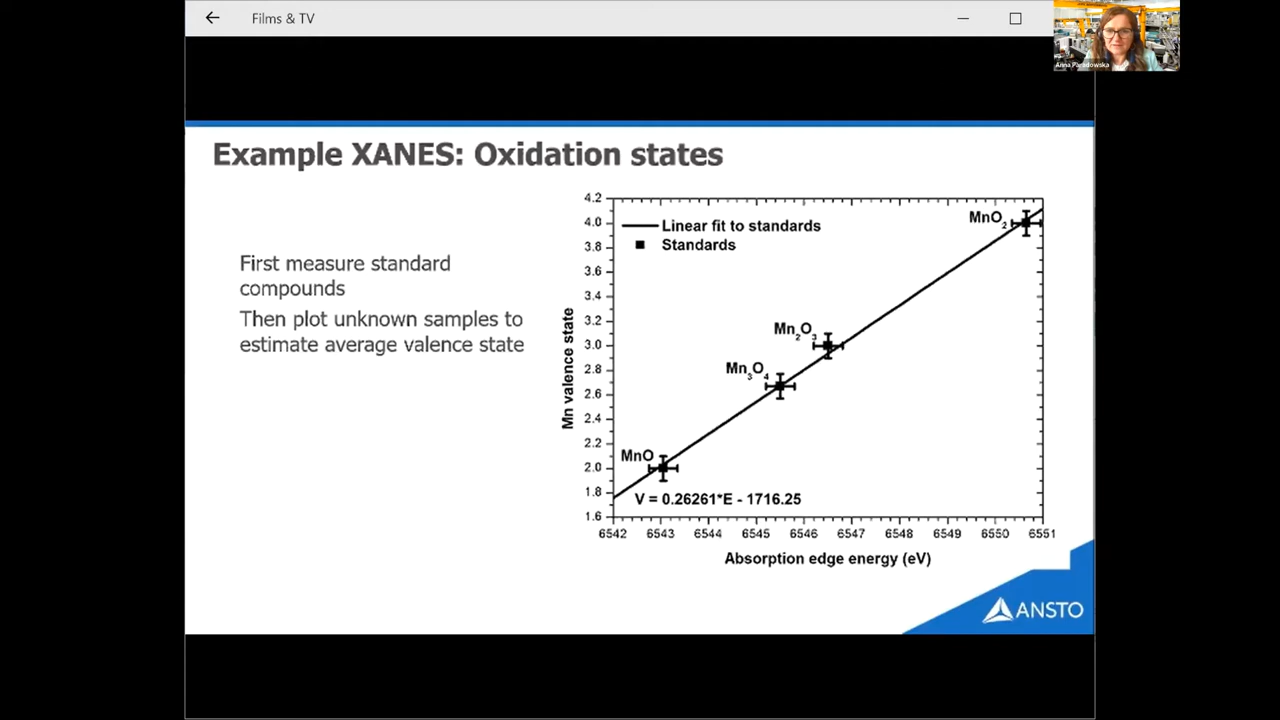 Films & TV
Anna Paradowska
Example XANES: Oxidation states
First measure standard
compounds
Then plot unknown samples to
estimate average valence state
4.2
4.0
3.8
3.6
3.4
3.2
3.0
2.8
2.6
2.4
2.2
2.0
1.8
1.6
Mn valence state
Linear fit to standards
Standards
MnO₂
Mn₂O₃
Mn₃O₄
MnO
V = 0.26261*E - 1716.25
6542 6543 6544 6545 6546 6547 6548 6549 6550 6551
Absorption edge energy (eV)
ANSTO